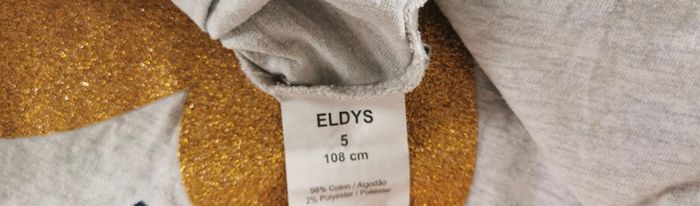 ELDYS
5
108 cm
98% Coton / Algodão
2% Polyester / Poliéster